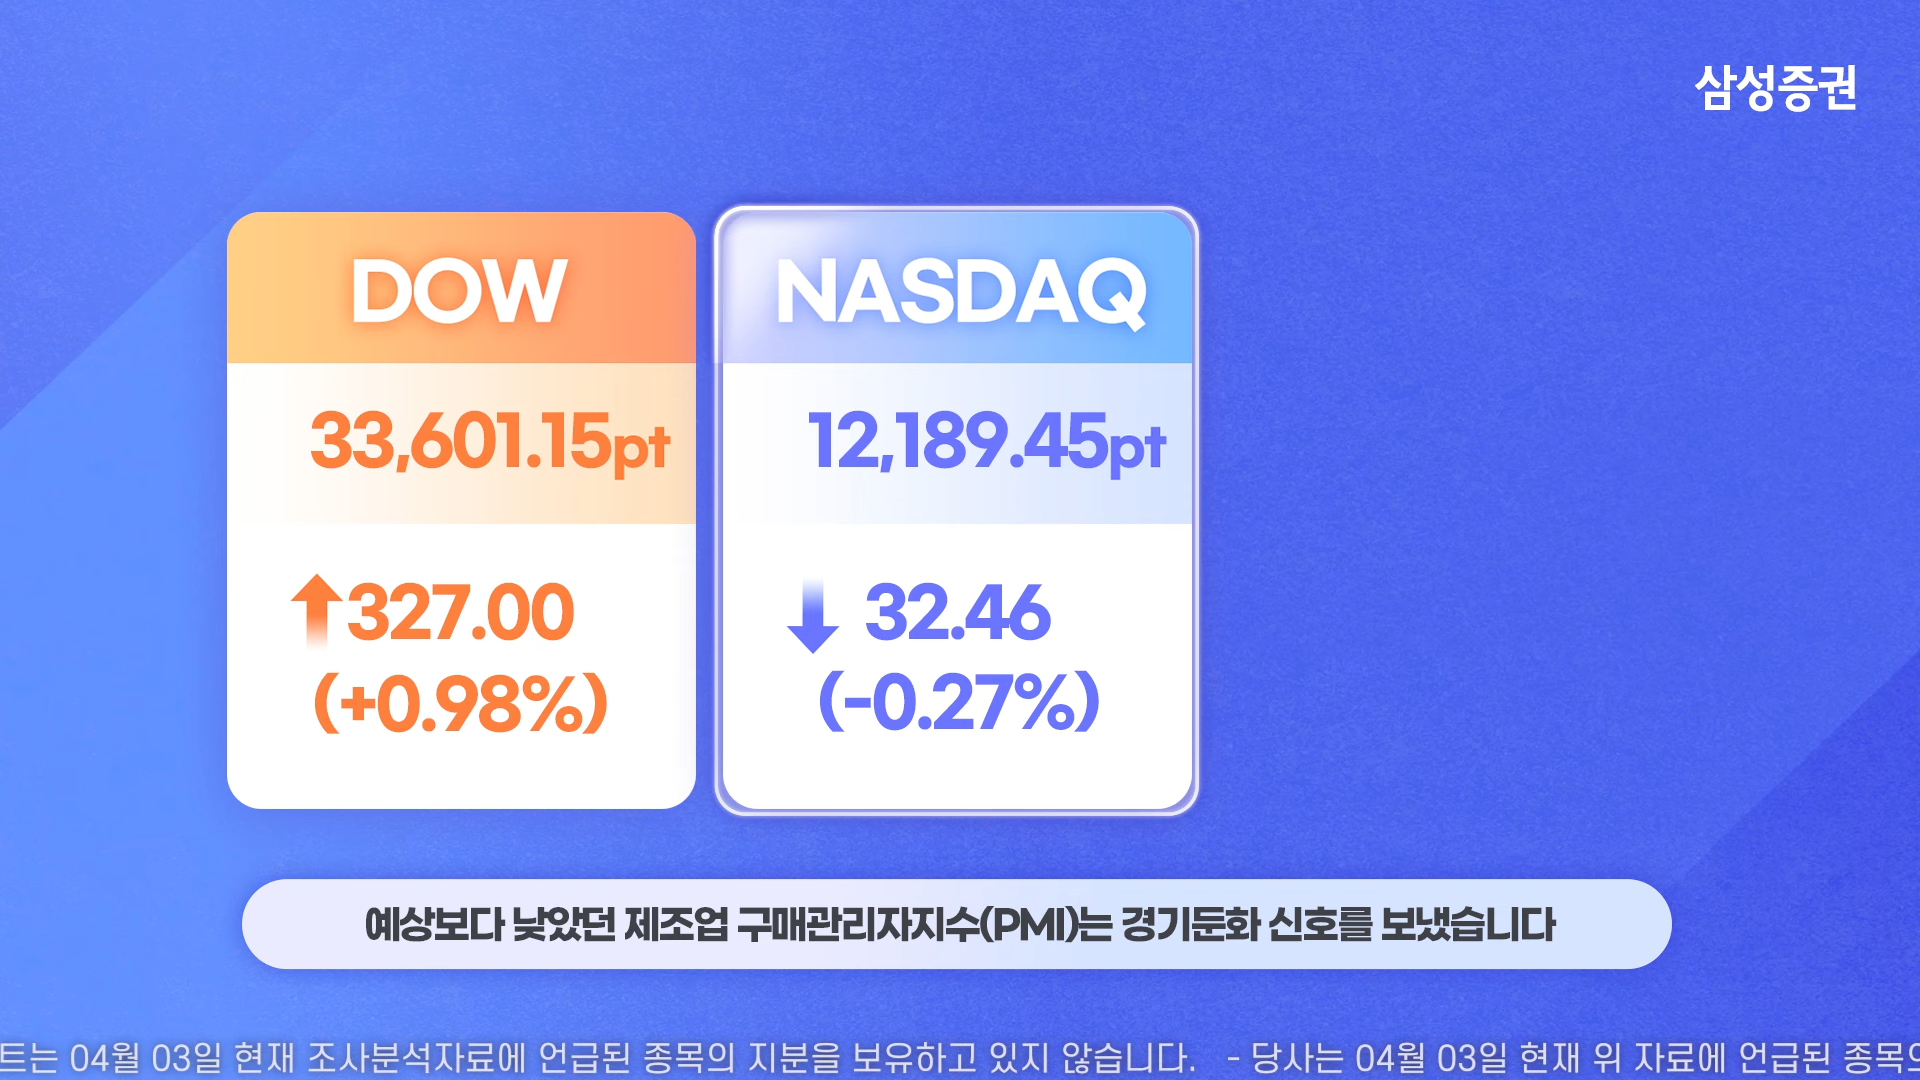 삼성증권
DOW
33,601.15pt
327.00
(+0.98%)
NASDAQ
12,189.45pt
32.46
(-0.27%)
예상보다 낮았던 제조업 구매관리자지수(PMI)는 경기둔화 신호를 보냈습니다
트는 04월 03일 현재 조사분석자료에 언급된 종목의 지분을 보유하고 있지 않습니다. - 당사는 04월 03일 현재 위 자료에 언급된 종목으